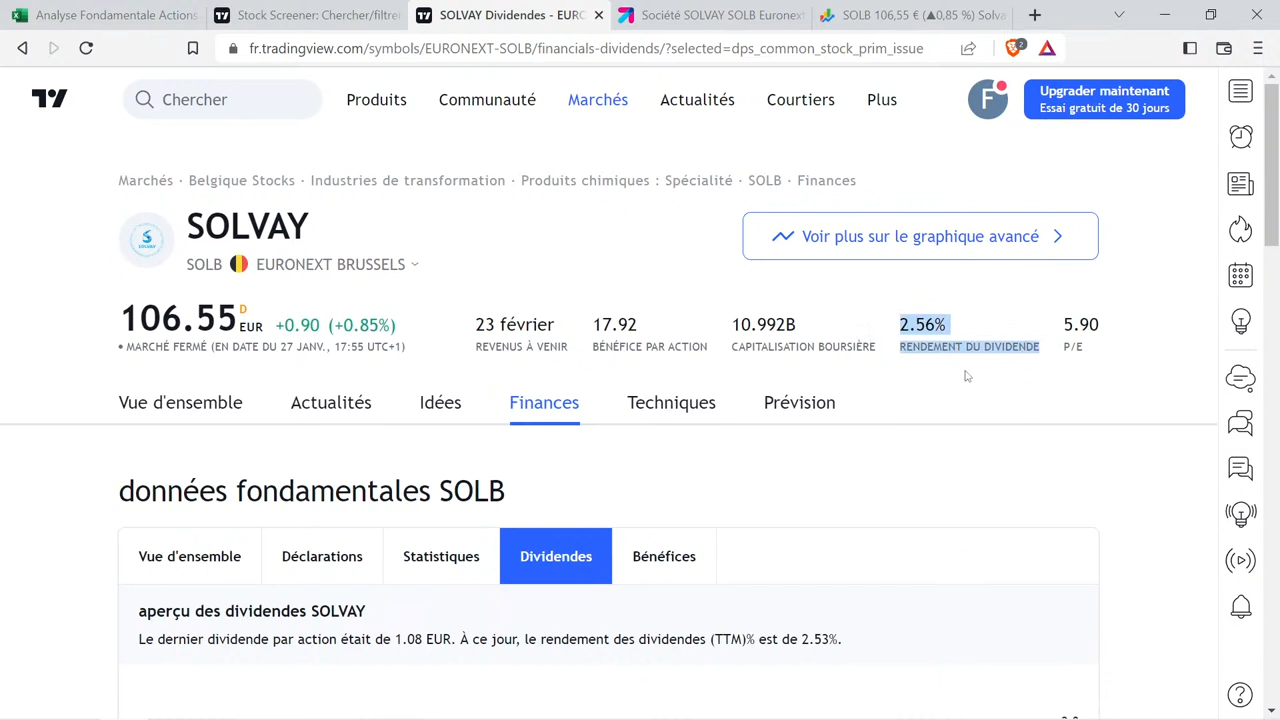 Analyse Fondamentale Actions
Stock Screener: Chercher/filtrer
SOLVAY Dividendes - EURO
Société SOLVAY SOLB Euronext
SOLB 106,55 € (▲0,85 %) Solva
fr.tradingview.com/symbols/EURONEXT-SOLB/financials-dividends/?selected=dps_common_stock_prim_issue
2
Chercher
Produits
Communauté
Marchés
Actualités
Courtiers
Plus
F
Upgrader maintenant
Essai gratuit de 30 jours
Marchés · Belgique Stocks · Industries de transformation · Produits chimiques : Spécialité · SOLB · Finances
SOLVAY
SOLVAY
SOLB EURONEXT BRUSSELS
Voir plus sur le graphique avancé
106.55 D EUR +0.90 (+0.85%)
• MARCHÉ FERMÉ (EN DATE DU 27 JANV., 17:55 UTC+1)
23 février
REVENUS À VENIR
17.92
BÉNÉFICE PAR ACTION
10.992B
CAPITALISATION BOURSIÈRE
2.56%
RENDEMENT DU DIVIDENDE
5.90
P/E
Vue d'ensemble
Actualités
Idées
Finances
Techniques
Prévision
données fondamentales SOLB
Vue d'ensemble
Déclarations
Statistiques
Dividendes
Bénéfices
aperçu des dividendes SOLVAY
Le dernier dividende par action était de 1.08 EUR. À ce jour, le rendement des dividendes (TTM)% est de 2.53%.